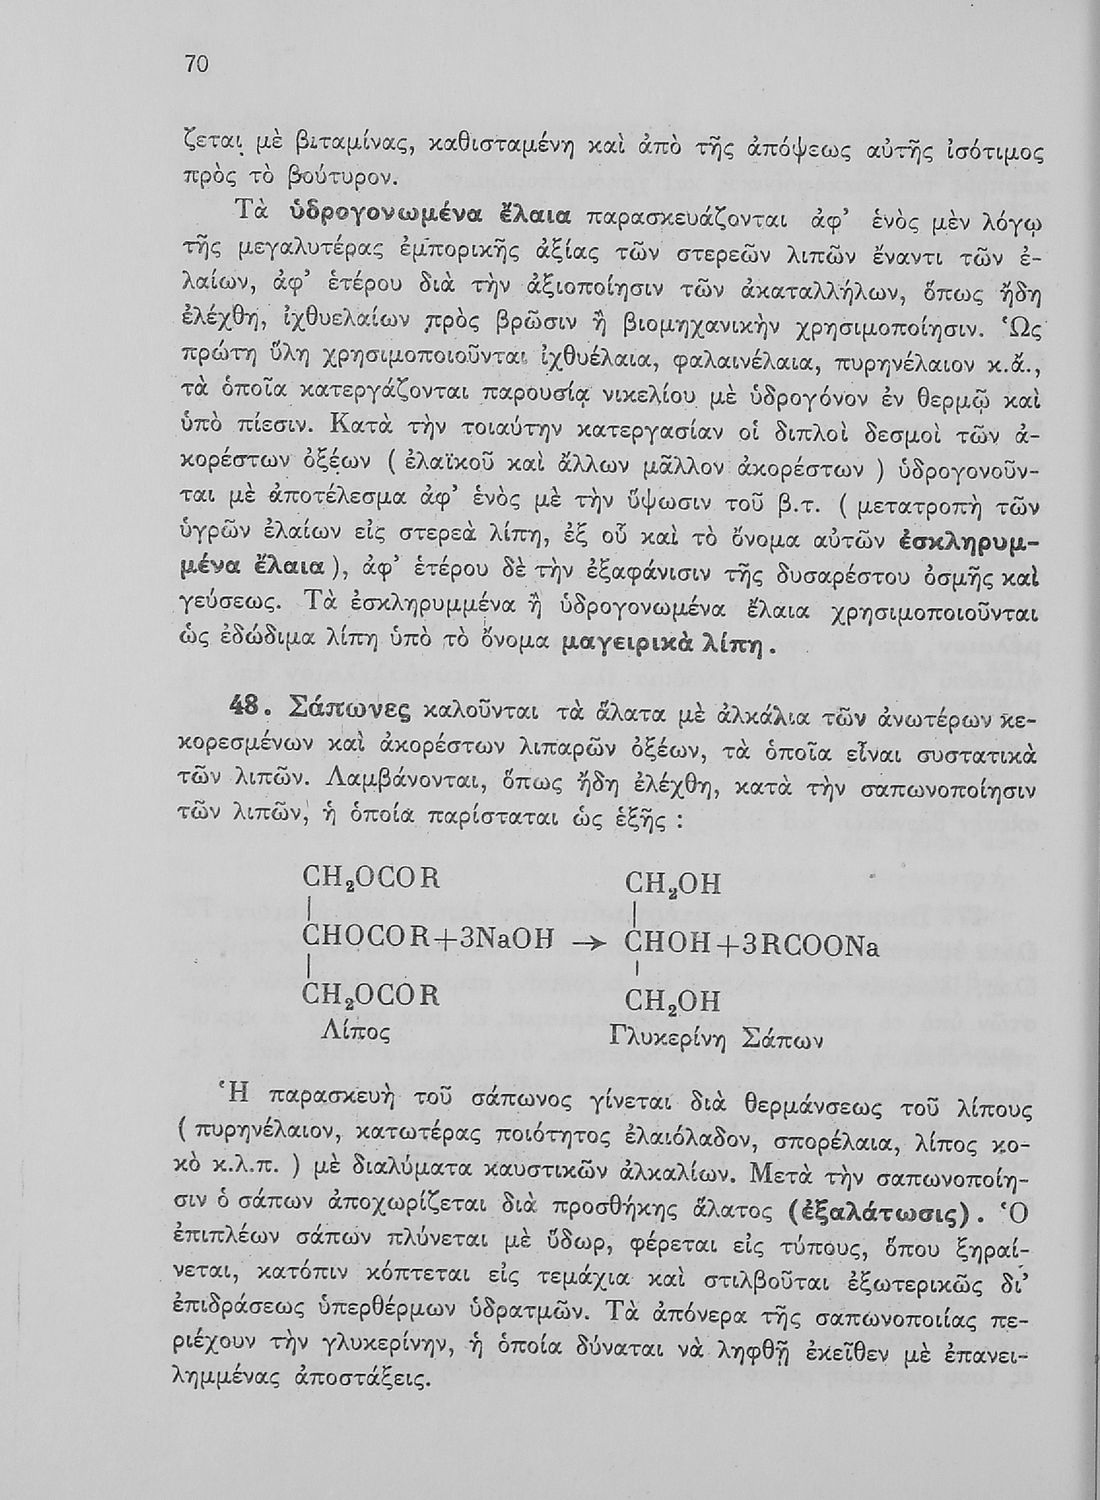 70
ζεται μὲ βιταμίνας, καθισταμένη καὶ ἀπὸ τῆς ἀπόψεως αὐτῆς ἰσότιμος
πρὸς τὸ βούτυρον.
Τὰ ὑδρογονωμένα ἔλαια παρασκευάζονται ἀφ’ ἑνὸς μὲν λόγῳ
τῆς μεγαλυτέρας ἐμπορικῆς ἀξίας τῶν στερεῶν λιπῶν ἔναντι τῶν ἐ-
λαίων, ἀφ’ ἑτέρου διὰ τὴν ἀξιοποίησιν τῶν ἀκαταλλήλων, ὅπως ἤδη
ἐλέχθη, ἰχθυελαίων πρὸς βρῶσιν ἢ βιομηχανικὴν χρησιμοποίησιν. Ὡς
πρώτη ὕλη χρησιμοποιοῦνται ἰχθυέλαια, φαλαινέλαια, πυρηνέλαιον κ.ἄ.,
τὰ ὁποῖα κατεργάζονται παρουσίᾳ νικελίου μὲ ὑδρογόνον ἐν θερμῷ καὶ
ὑπὸ πίεσιν. Κατὰ τὴν τοιαύτην κατεργασίαν οἱ διπλοὶ δεσμοὶ τῶν ἀ-
κορέστων ὀξέων ( ἐλαϊκοῦ καὶ ἄλλων μᾶλλον ἀκορέστων ) ὑδρογονοῦν-
ται μὲ ἀποτέλεσμα ἀφ’ ἑνὸς μὲ τὴν ὕψωσιν τοῦ β.τ. ( μετατροπὴ τῶν
ὑγρῶν ἐλαίων εἰς στερεὰ λίπη, ἐξ οὗ καὶ τὸ ὄνομα αὐτῶν ἐσκληρυμ-
μένα ἔλαια ), ἀφ’ ἑτέρου δὲ τὴν ἐξαφάνισιν τῆς δυσαρέστου ὀσμῆς καὶ
γεύσεως. Τὰ ἐσκληρυμμένα ἢ ὑδρογονωμένα ἔλαια χρησιμοποιοῦνται
ὡς ἐδώδιμα λίπη ὑπὸ τὸ ὄνομα μαγειρικὰ λίπη.
48. Σάπωνες καλοῦνται τὰ ἅλατα μὲ ἀλκάλια τῶν ἀνωτέρων κε-
κορεσμένων καὶ ἀκορέστων λιπαρῶν ὀξέων, τὰ ὁποῖα εἶναι συστατικὰ
τῶν λιπῶν. Λαμβάνονται, ὅπως ἤδη ἐλέχθη, κατὰ τὴν σαπωνοποίησιν
τῶν λιπῶν, ἡ ὁποία παρίσταται ὡς ἑξῆς :
CH₂OCOR CH₂OH
| |
CHOCOR+3NaOH → CHOH+3RCOONa
| |
CH₂OCOR CH₂OH
Λίπος Γλυκερίνη Σάπων
Ἡ παρασκευὴ τοῦ σάπωνος γίνεται διὰ θερμάνσεως τοῦ λίπους
( πυρηνέλαιον, κατωτέρας ποιότητος ἐλαιόλαδον, σπορέλαια, λίπος κο-
κὸ κ.λ.π. ) μὲ διαλύματα καυστικῶν ἀλκαλίων. Μετὰ τὴν σαπωνοποίη-
σιν ὁ σάπων ἀποχωρίζεται διὰ προσθήκης ἅλατος (ἐξαλάτωσις). Ὁ
ἐπιπλέων σάπων πλύνεται μὲ ὕδωρ, φέρεται εἰς τύπους, ὅπου ξηραί-
νεται, κατόπιν κόπτεται εἰς τεμάχια καὶ στιλβοῦται ἐξωτερικῶς δι’
ἐπιδράσεως ὑπερθέρμων ὑδρατμῶν. Τὰ ἀπόνερα τῆς σαπωνοποιίας πε-
ριέχουν τὴν γλυκερίνην, ἡ ὁποία δύναται νὰ ληφθῇ ἐκεῖθεν μὲ ἐπανει-
λημμένας ἀποστάξεις.